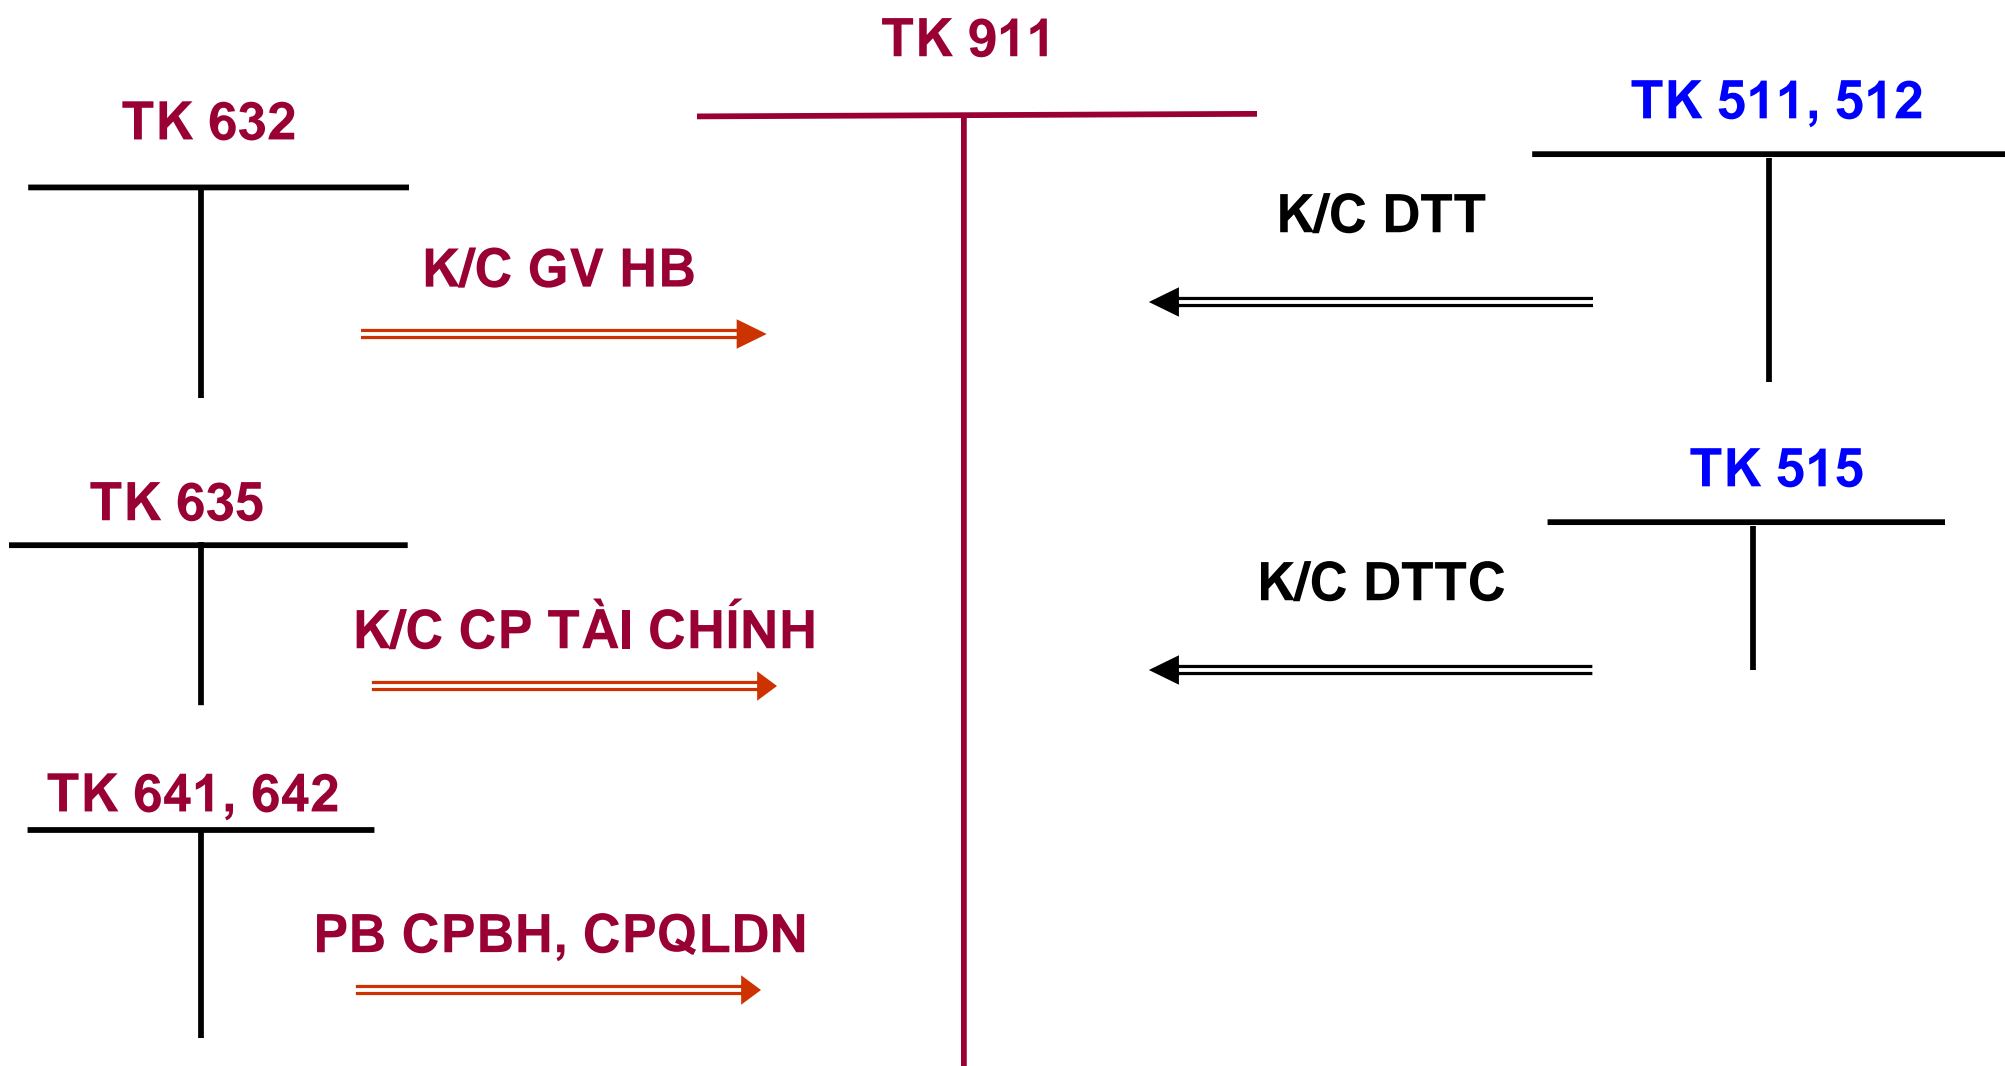 TK 911
TK 632
TK 511, 512
K/C DTT
K/C GV HB
TK 515
TK 635
K/C DTTC
K/C CP TÀI CHÍNH
TK 641, 642
PB CPBH, CPQLDN